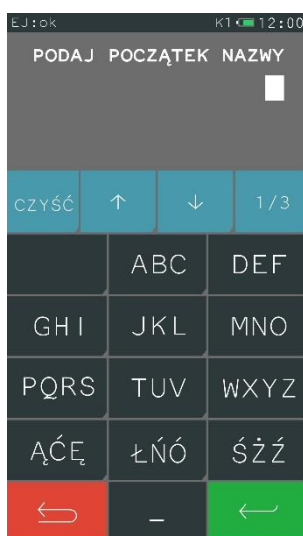 EJ:ok K1 12:00
PODAJ POCZĄTEK NAZWY
CZYŚĆ ↑ ↓ 1/3
ABC DEF
GHI JKL MNO
PQRS TUV WXYZ
ĄĆĘ ŁŃÓ ŚŻŹ
_